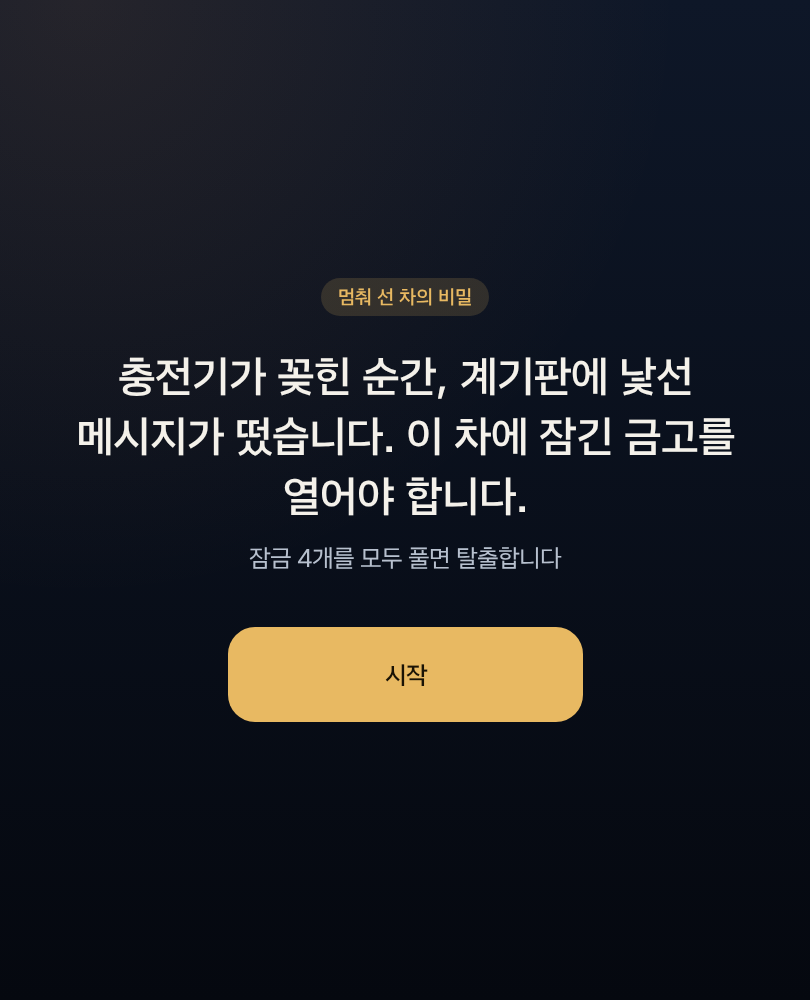 멈춰 선 차의 비밀
충전기가 꽂힌 순간, 계기판에 낯선
메시지가 떴습니다. 이 차에 잠긴 금고를
열어야 합니다.
잠금 4개를 모두 풀면 탈출합니다
시작